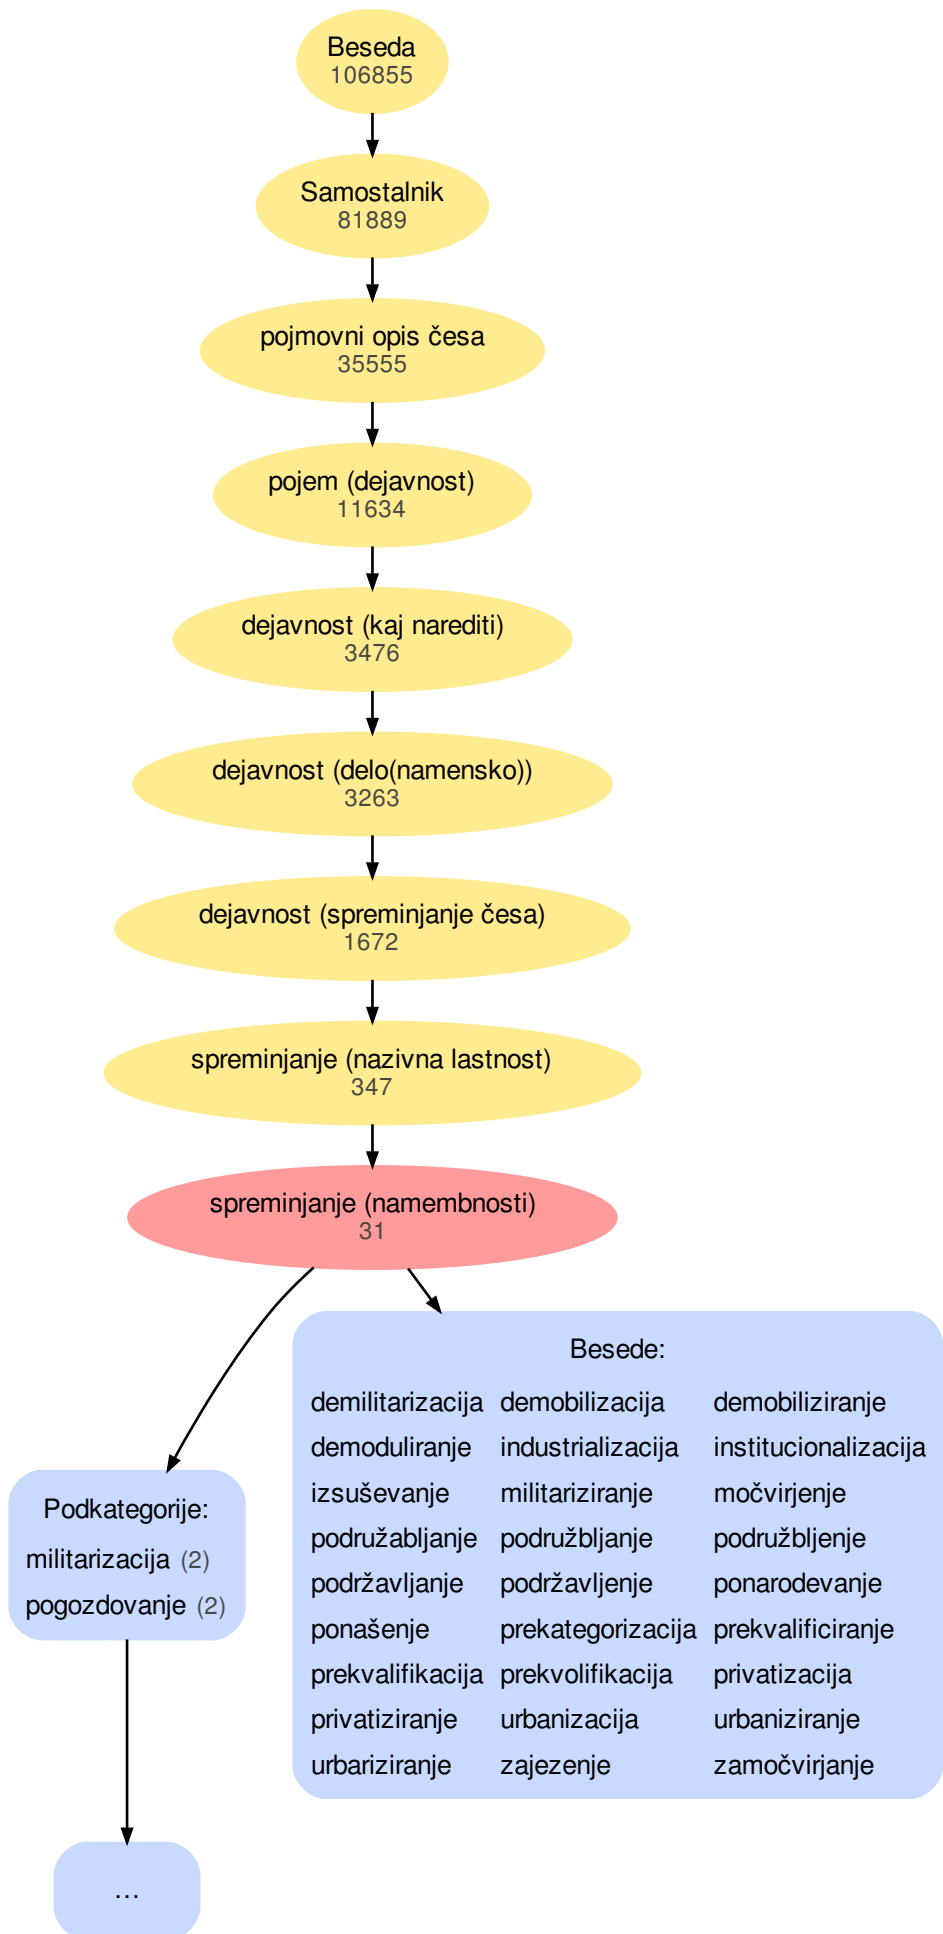 Beseda
106855
Samostalnik
81889
pojmovni opis česa
35555
pojem (dejavnost)
11634
dejavnost (kaj narediti)
3476
dejavnost (delo(namensko))
3263
dejavnost (spreminjanje česa)
1672
spreminjanje (nazivna lastnost)
347
spreminjanje (namembnosti)
31
Besede:
demilitarizacija demobilizacija demobiliziranje
demoduliranje industrializacija institucionalizacija
izsuševanje militariziranje močvirjenje
podružabljanje podružbljanje podružbljenje
podržavljanje podržavljenje ponarodevanje
ponašenje prekategorizacija prekvalificiranje
prekvalifikacija prekvolifikacija privatizacija
privatiziranje urbanizacija urbaniziranje
urbariziranje zajezenje zamočvirjanje
Podkategorije:
militarizacija (2)
pogozdovanje (2)
...